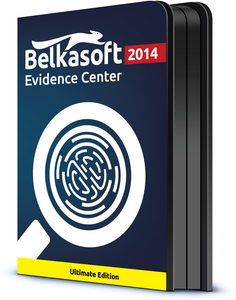 Belkasoft 2014
Evidence Center
Ultimate Edition